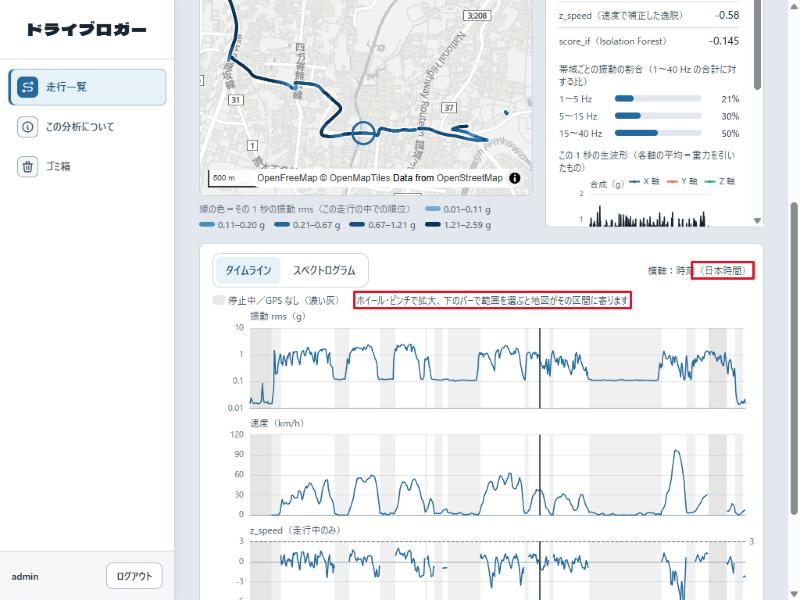 ドライブロガー
走行一覧
この分析について
ゴミ箱
admin
ログアウト
3;208
31
37
1
National Highway Route
500 m
OpenFreeMap © OpenMapTiles Data from OpenStreetMap
線の色＝その 1 秒の振動 rms（この走行の中での順位）
0.01–0.11 g
0.11–0.20 g
0.21–0.67 g
0.67–1.21 g
1.21–2.59 g
z_speed（速度で補正した逸脱）
-0.58
score_if（Isolation Forest）
-0.145
帯域ごとの振動の割合（1〜40 Hz の合計に対
する比）
1〜5 Hz
21%
5〜15 Hz
30%
15〜40 Hz
50%
この 1 秒の生波形（各軸の平均＝重力を引い
たもの）
合成（g）
X 軸
Y 軸
Z 軸
2
1
タイムライン
スペクトログラム
横軸：時刻（日本時間）
停止中／GPS なし（濃い灰）
ホイール・ピンチで拡大、下のバーで範囲を選ぶと地図がその区間に寄ります
振動 rms（g）
10
1
0.1
0.01
速度（km/h）
120
90
60
30
0
z_speed（走行中のみ）
3
3
0
-3